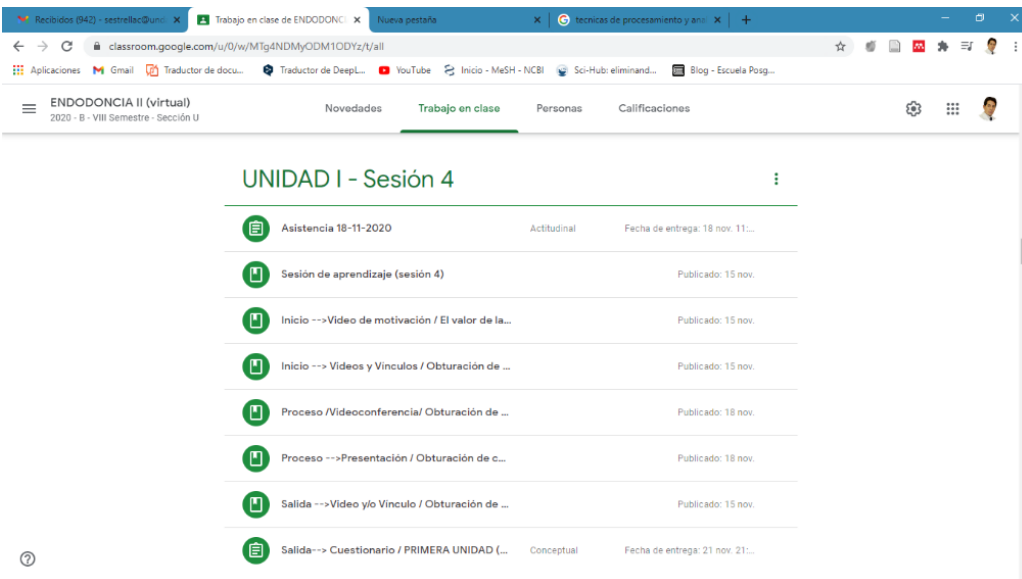 Recibidos (942) - sestrellac@und
Trabajo en clase de ENDODONCI
Nueva pestaña
tecnicas de procesamiento y anal
classroom.google.com/u/0/w/MTg4NDMyODM1ODYz/t/all
Aplicaciones
Gmail
Traductor de docu...
Traductor de DeepL...
YouTube
Inicio - MeSH - NCBI
Sci-Hub: eliminand...
Blog - Escuela Posg...
ENDODONCIA II (virtual)
2020 - B - VIII Semestre - Sección U
Novedades
Trabajo en clase
Personas
Calificaciones
UNIDAD I - Sesión 4
Asistencia 18-11-2020 Actitudinal Fecha de entrega: 18 nov. 11:...
Sesión de aprendizaje (sesión 4) Publicado: 15 nov.
Inicio -->Video de motivación / El valor de la... Publicado: 15 nov.
Inicio --> Videos y Vínculos / Obturación de ... Publicado: 15 nov.
Proceso /Videoconferencia/ Obturación de ... Publicado: 18 nov.
Proceso -->Presentación / Obturación de c... Publicado: 18 nov.
Salida -->Video y/o Vínculo / Obturación de ... Publicado: 15 nov.
Salida--> Cuestionario / PRIMERA UNIDAD (... Conceptual Fecha de entrega: 21 nov. 21:...